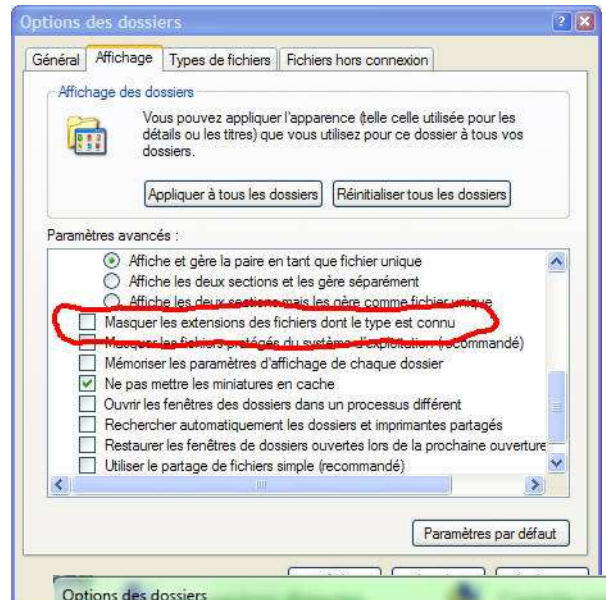 Options des dossiers
Général Affichage Types de fichiers Fichiers hors connexion
Affichage des dossiers
Vous pouvez appliquer l'apparence (telle celle utilisée pour les
détails ou les titres) que vous utilisez pour ce dossier à tous vos
dossiers.
Appliquer à tous les dossiers Réinitialiser tous les dossiers
Paramètres avancés :
Affiche et gère la paire en tant que fichier unique
Affiche les deux sections et les gère séparément
Affiche les deux sections mais les gère comme fichier unique
Masquer les extensions des fichiers dont le type est connu
Masquer les fichiers protégés du système d'exploitation (recommandé)
Mémoriser les paramètres d'affichage de chaque dossier
Ne pas mettre les miniatures en cache
Ouvrir les fenêtres des dossiers dans un processus différent
Rechercher automatiquement les dossiers et imprimantes partagés
Restaurer les fenêtres de dossiers ouvertes lors de la prochaine ouverture
Utiliser le partage de fichiers simple (recommandé)
Paramètres par défaut
Options des dossiers